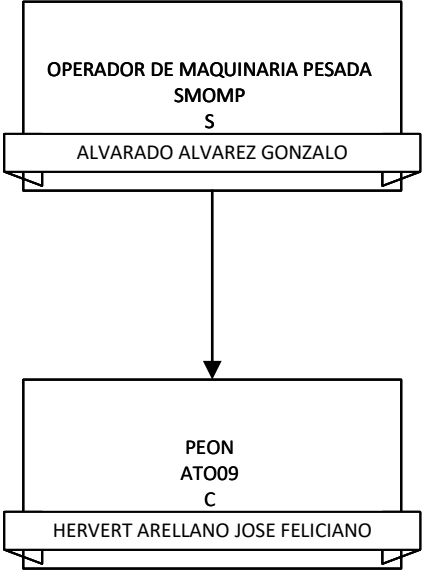 OPERADOR DE MAQUINARIA PESADA
SMOMP
S
ALVARADO ALVAREZ GONZALO
PEON
ATO09
C
HERVERT ARELLANO JOSE FELICIANO